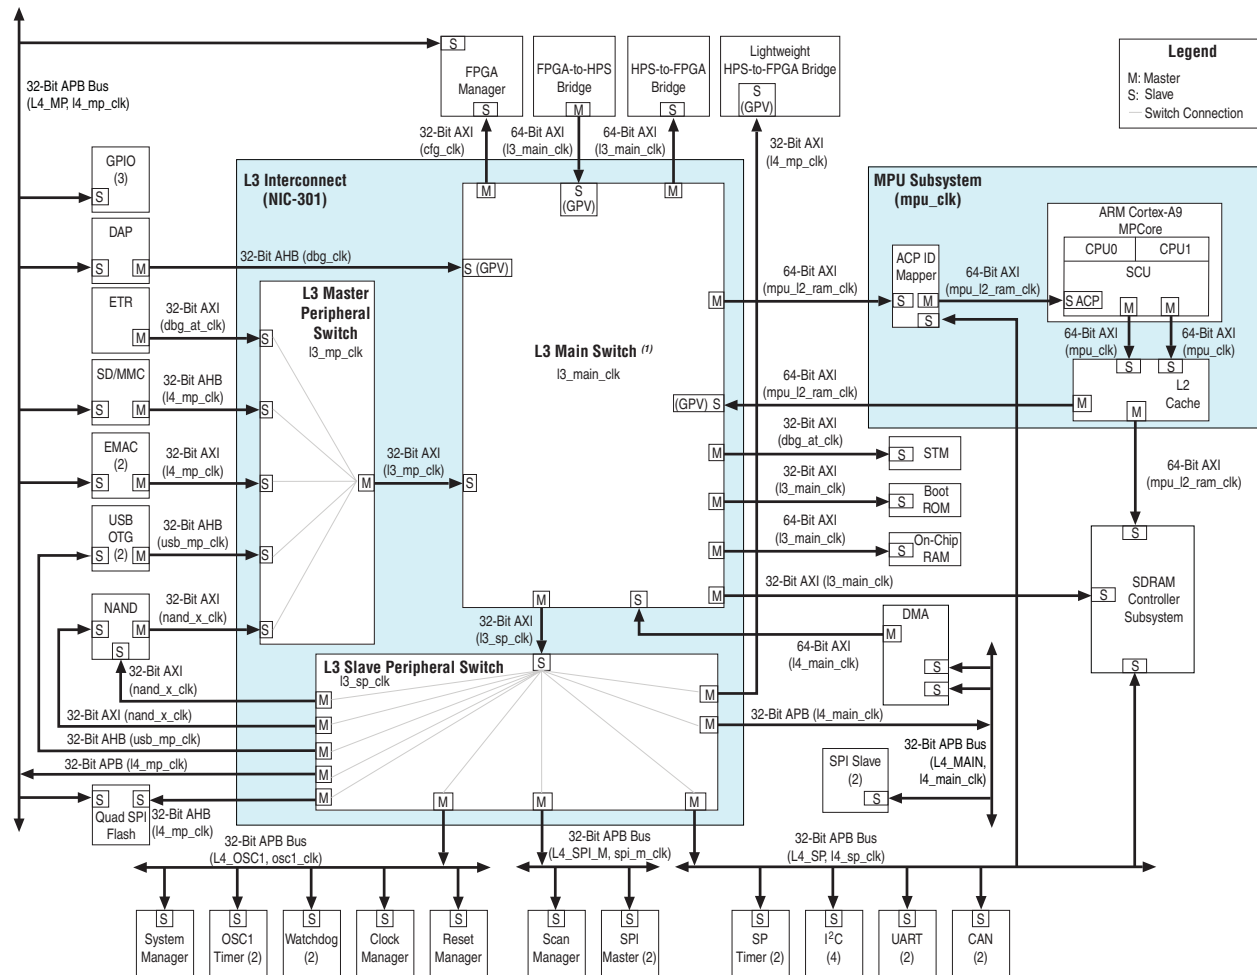 32-Bit APB Bus
(L4_MP, l4_mp_clk)
S
FPGA
Manager
S
FPGA-to-HPS
Bridge
M
HPS-to-FPGA
Bridge
S
Lightweight
HPS-to-FPGA Bridge
S
(GPV)
Legend
M: Master
S: Slave
Switch Connection
32-Bit AXI
(cfg_clk)
64-Bit AXI
(l3_main_clk)
64-Bit AXI
(l3_main_clk)
32-Bit AXI
(l4_mp_clk)
GPIO
(3)
S
DAP
S
M
ETR
M
SD/MMC
S
M
EMAC
(2)
S
M
USB
OTG
(2)
S
M
NAND
S
M
S
Quad SPI
Flash
S
S
32-Bit AHB (dbg_clk)
32-Bit AXI
(dbg_at_clk)
32-Bit AHB
(l4_mp_clk)
32-Bit AXI
(l4_mp_clk)
32-Bit AHB
(usb_mp_clk)
32-Bit AXI
(nand_x_clk)
32-Bit AXI
(nand_x_clk)
32-Bit AXI (nand_x_clk)
32-Bit AHB (usb_mp_clk)
32-Bit APB (l4_mp_clk)
32-Bit AHB
(l4_mp_clk)
L3 Interconnect
(NIC-301)
L3 Master
Peripheral
Switch
l3_mp_clk
S
S
S
S
S
M
32-Bit AXI
(l3_mp_clk)
M
S
(GPV)
M
S (GPV)
L3 Main Switch (1)
l3_main_clk
S
M
(GPV) S
M
M
M
M
M
S
32-Bit AXI
(l3_sp_clk)
L3 Slave Peripheral Switch
l3_sp_clk
S
M
M
M
M
M
M
M
M
M
M
64-Bit AXI
(mpu_l2_ram_clk)
64-Bit AXI
(mpu_l2_ram_clk)
32-Bit AXI
(dbg_at_clk)
32-Bit AXI
(l3_main_clk)
64-Bit AXI
(l3_main_clk)
32-Bit AXI (l3_main_clk)
64-Bit AXI
(l4_main_clk)
32-Bit APB (l4_main_clk)
MPU Subsystem
(mpu_clk)
ACP ID
Mapper
S
M
S
64-Bit AXI
(mpu_l2_ram_clk)
ARM Cortex-A9
MPCore
CPU0
CPU1
SCU
S ACP
M
M
64-Bit AXI
(mpu_clk)
64-Bit AXI
(mpu_clk)
S
S
L2
Cache
M
M
64-Bit AXI
(mpu_l2_ram_clk)
S
STM
S
Boot
ROM
S
On-Chip
RAM
S
S
SDRAM
Controller
Subsystem
S
DMA
M
S
S
SPI Slave
(2)
S
32-Bit APB Bus
(L4_MAIN,
l4_main_clk)
32-Bit APB Bus
(L4_OSC1, osc1_clk)
32-Bit APB Bus
(L4_SPI_M, spi_m_clk)
32-Bit APB Bus
(L4_SP, l4_sp_clk)
S
System
Manager
S
OSC1
Timer (2)
S
Watchdog
(2)
S
Clock
Manager
S
Reset
Manager
S
Scan
Manager
S
SPI
Master (2)
S
SP
Timer (2)
S
I²C
(4)
S
UART
(2)
S
CAN
(2)